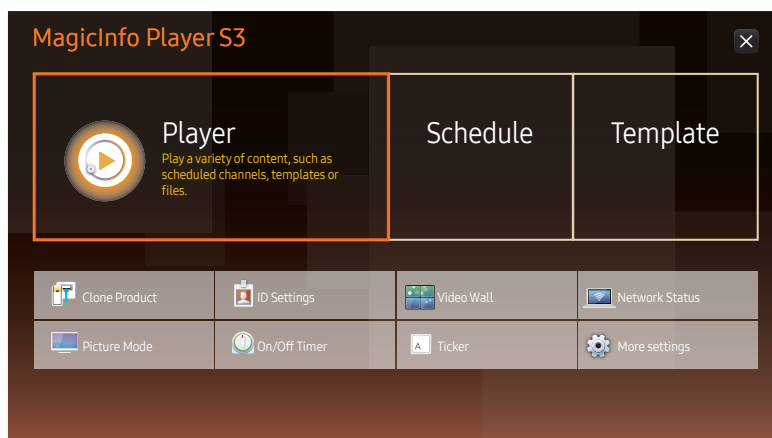 MagicInfo Player S3
Player
Play a variety of content, such as
scheduled channels, templates or
files.
Schedule
Template
Clone Product
ID Settings
Video Wall
Network Status
Picture Mode
On/Off Timer
A
Ticker
More settings